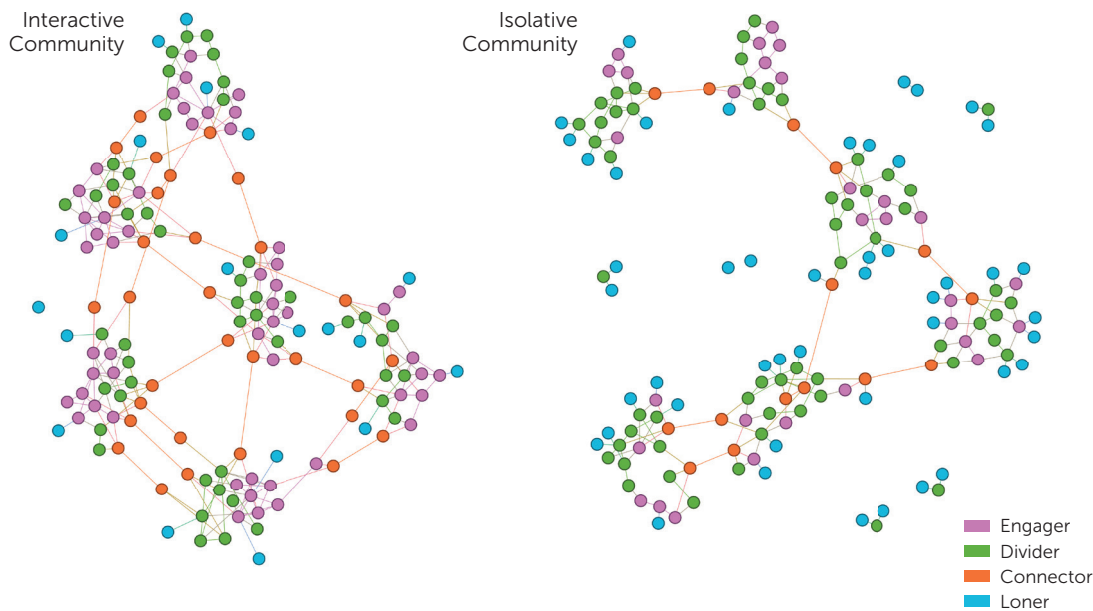 Interactive
Community
Isolative
Community
Engager
Divider
Connector
Loner